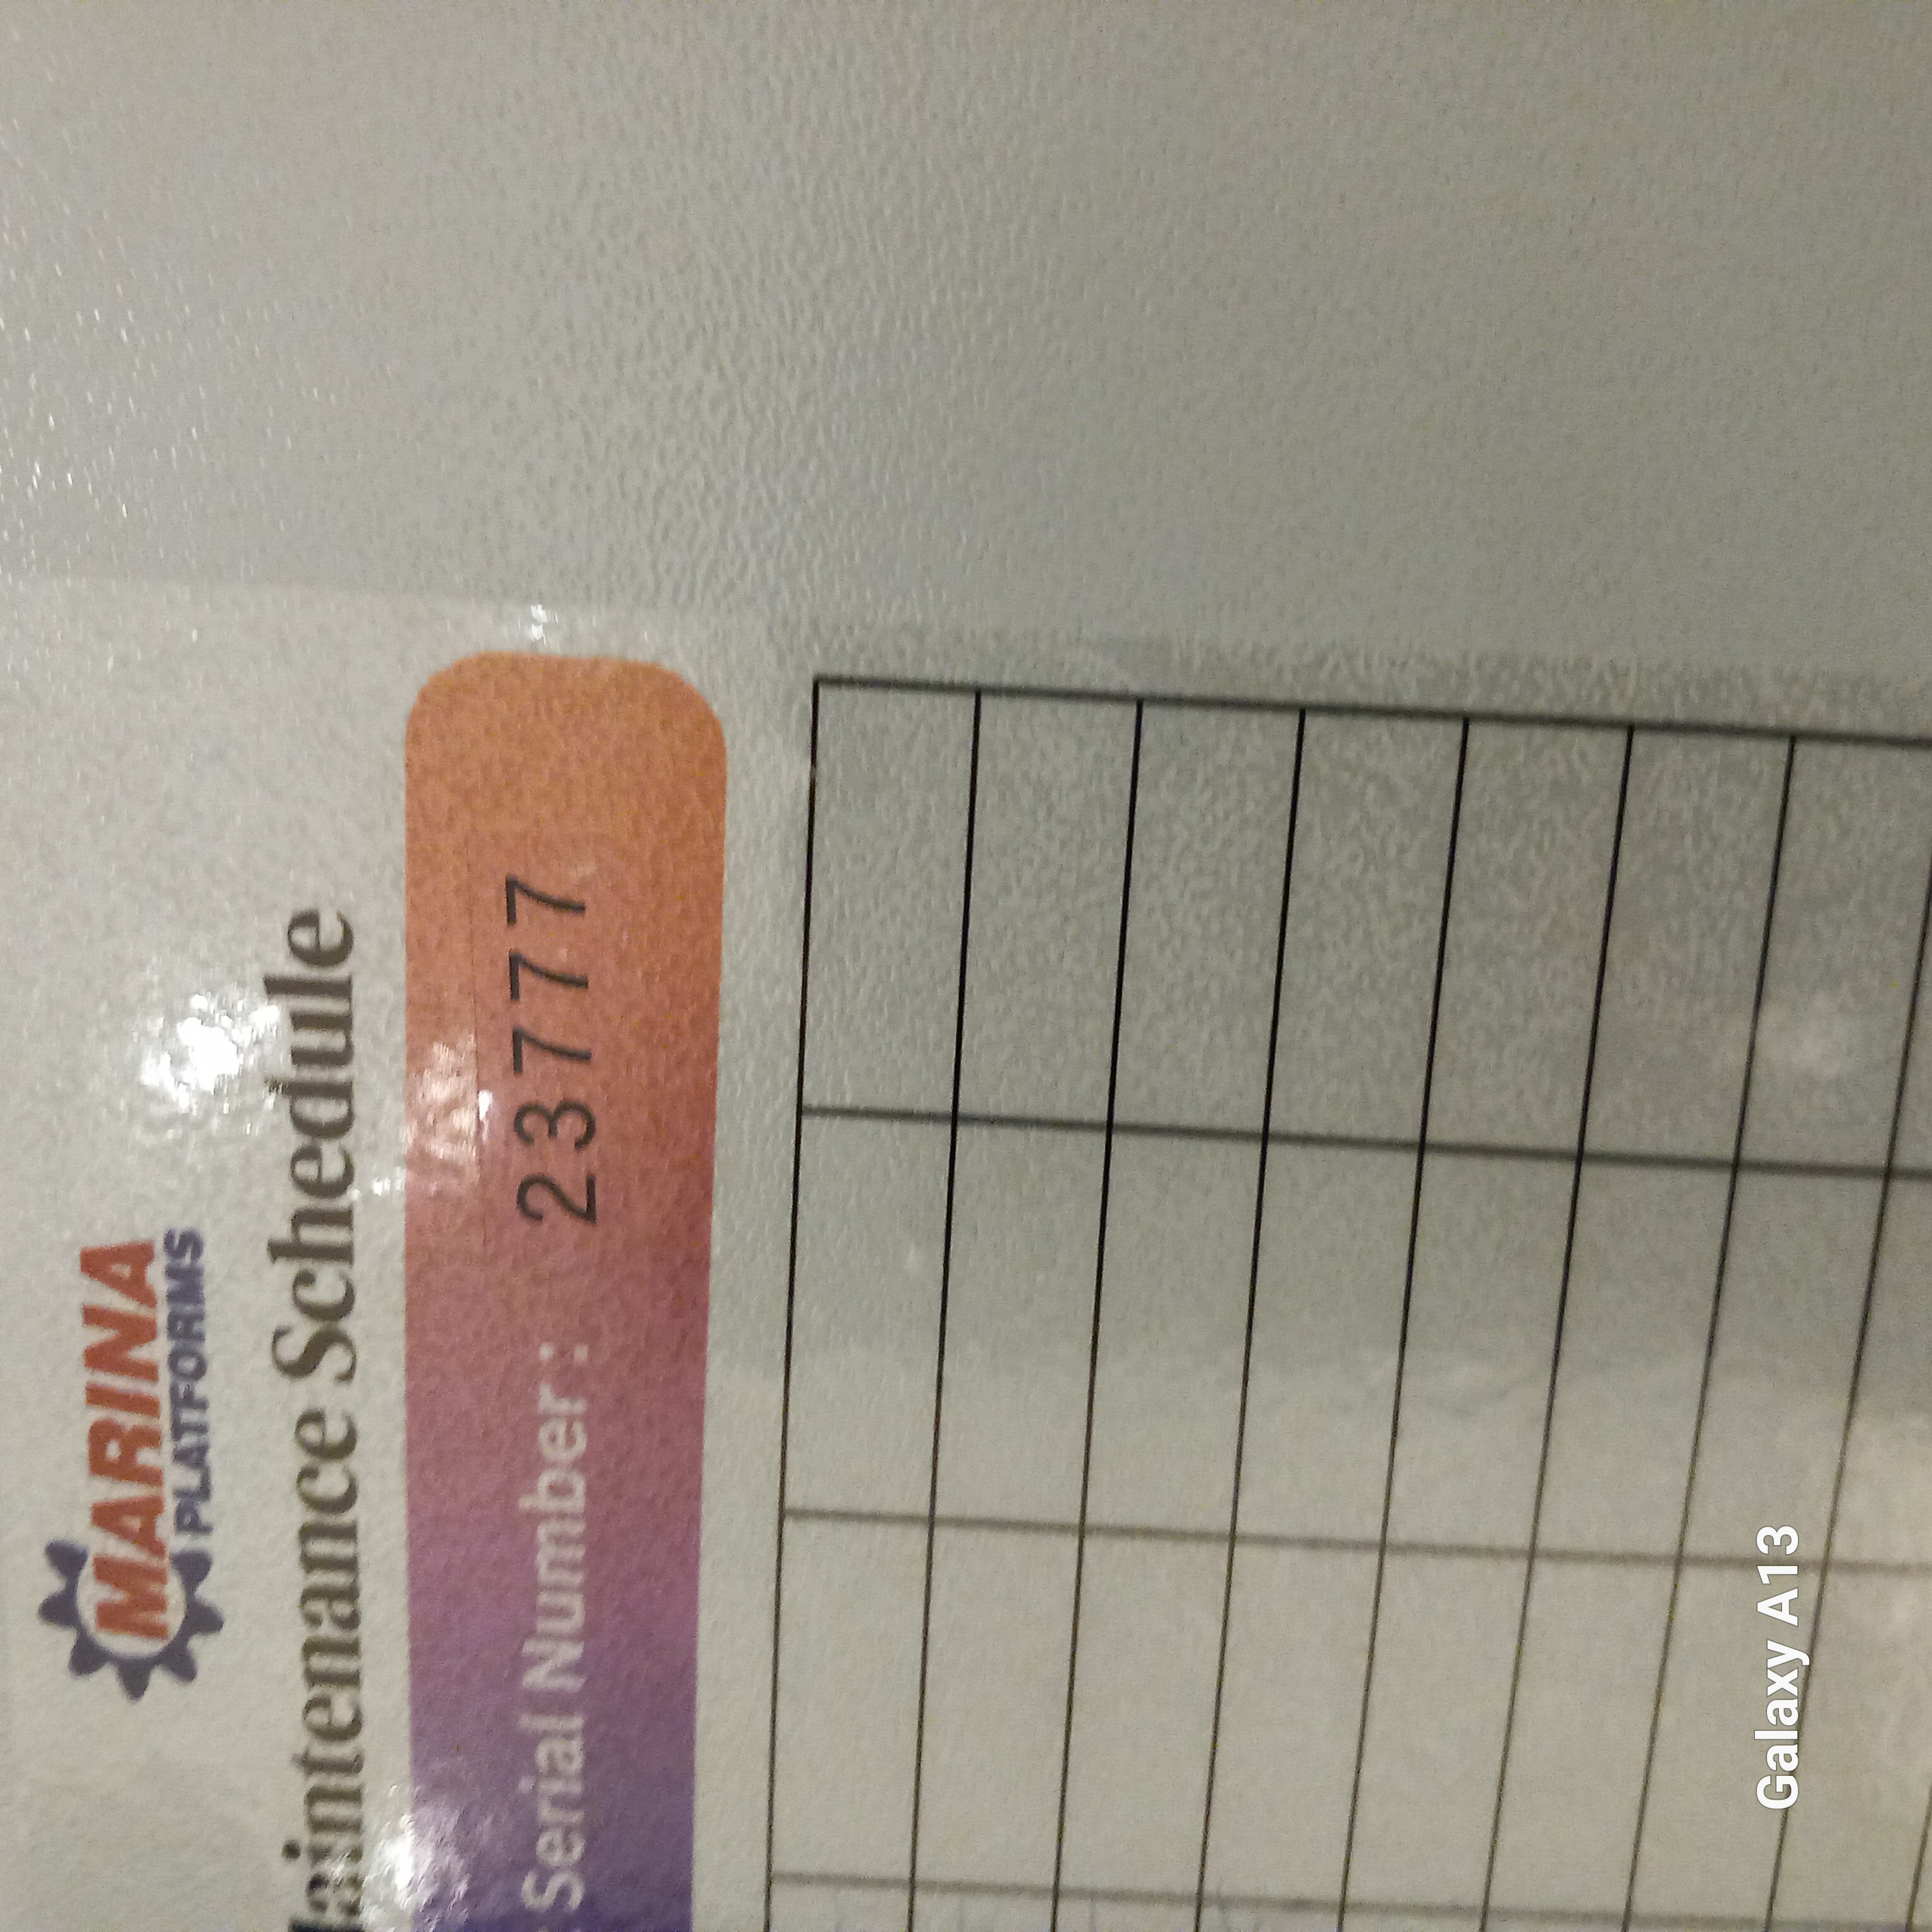 MARINA
PLATFORMS
Maintenance Schedule
Serial Number : 23777
Galaxy A13